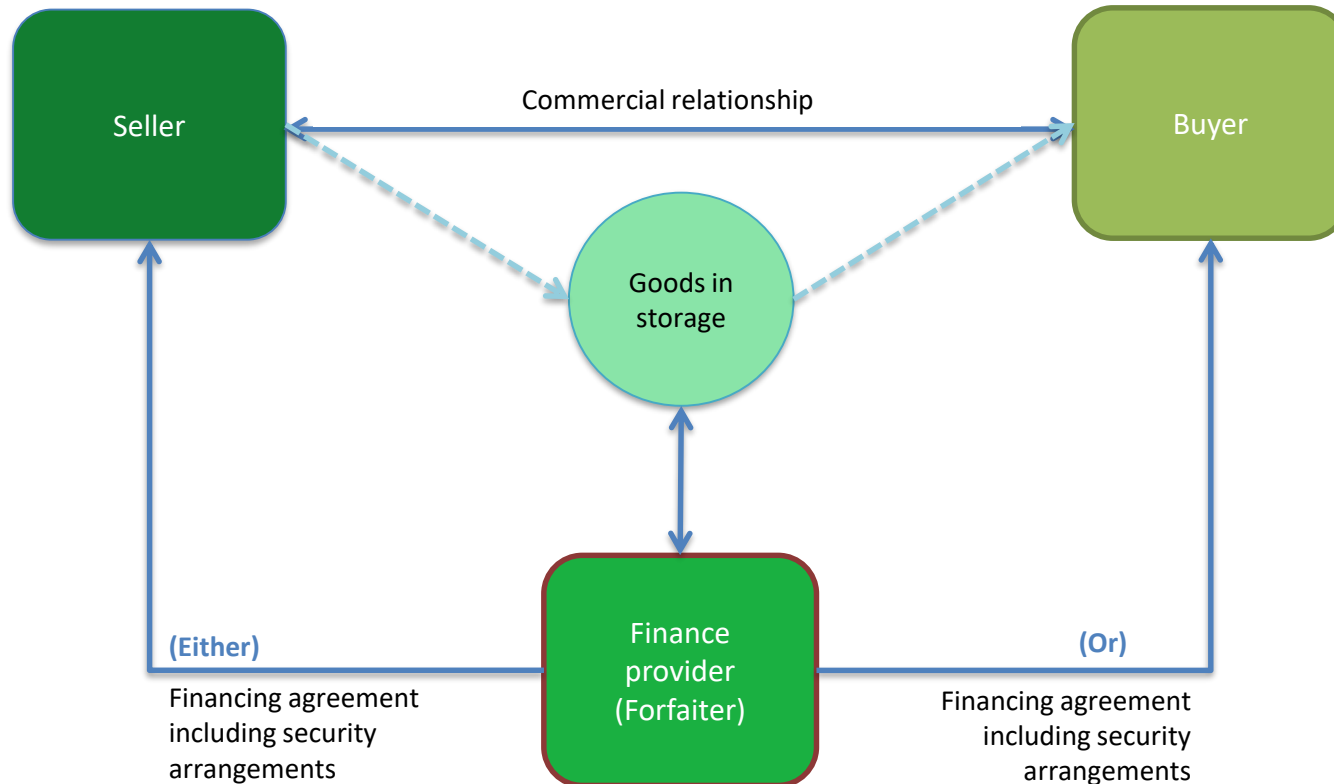 Commercial relationship
Seller
Buyer
Goods in
storage
(Either)
Financing agreement
including security
arrangements
Finance
provider
(Forfaiter)
(Or)
Financing agreement
including security
arrangements